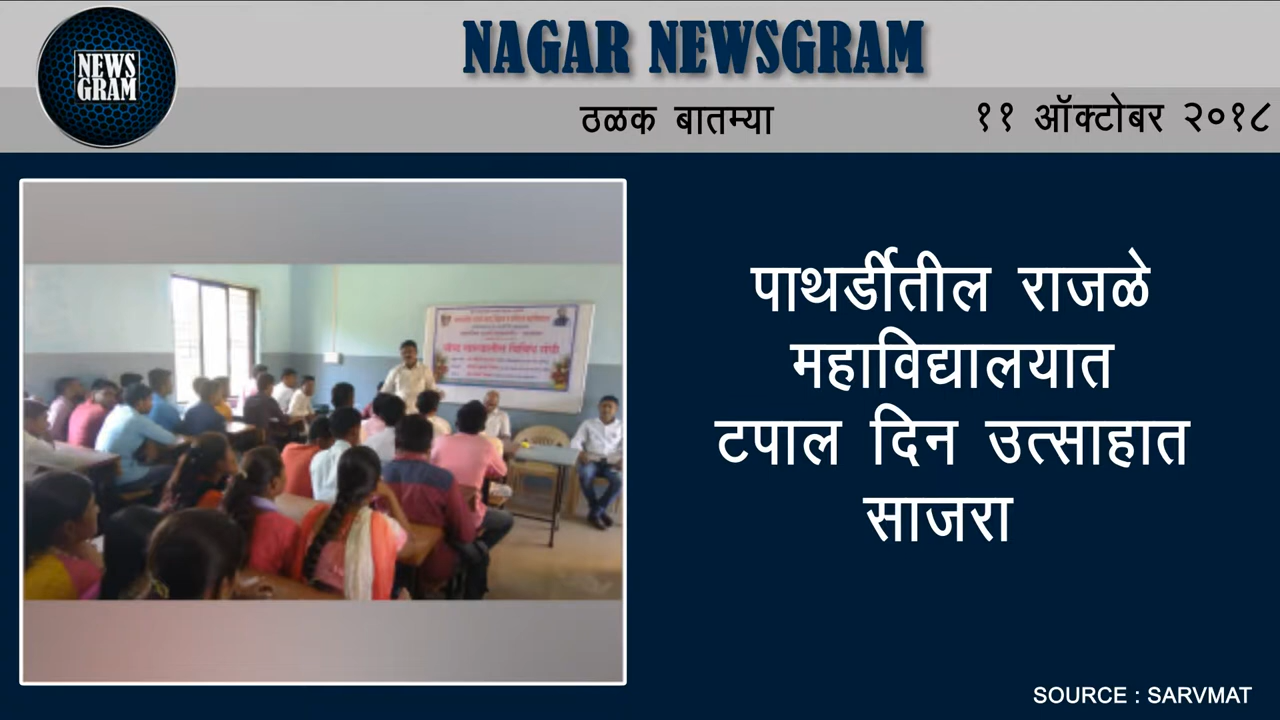 NEWS
GRAM
NAGAR NEWSGRAM
ठळक बातम्या
११ ऑक्टोबर २०१८
पाथर्डीतील राजळे
महाविद्यालयात
टपाल दिन उत्साहात
साजरा
SOURCE : SARVMAT